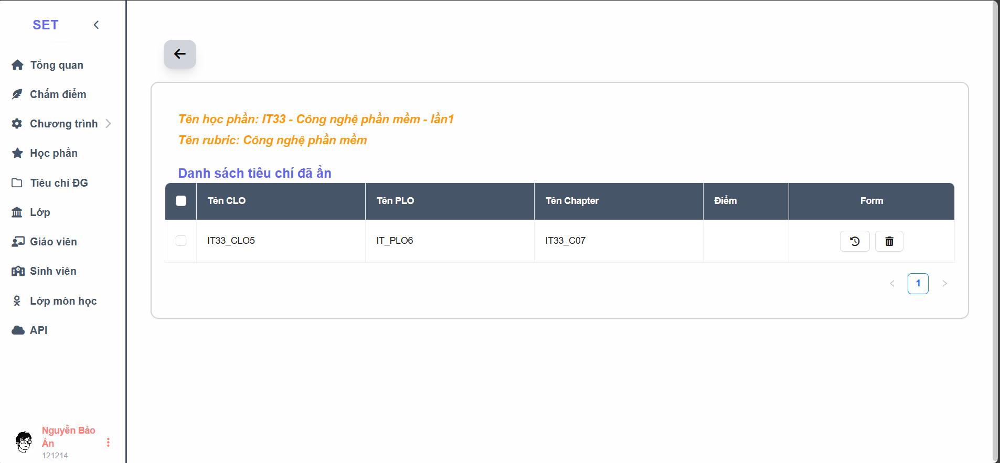 SET
Tổng quan
Chấm điểm
Chương trình
Học phần
Tiêu chí ĐG
Lớp
Giáo viên
Sinh viên
Lớp môn học
API
Nguyễn Bảo
Ân
121214
Tên học phần: IT33 - Công nghệ phần mềm - lần1
Tên rubric: Công nghệ phần mềm
Danh sách tiêu chí đã ẩn
Tên CLO Tên PLO Tên Chapter Điểm Form
IT33_CLO5 IT_PLO6 IT33_C07
1